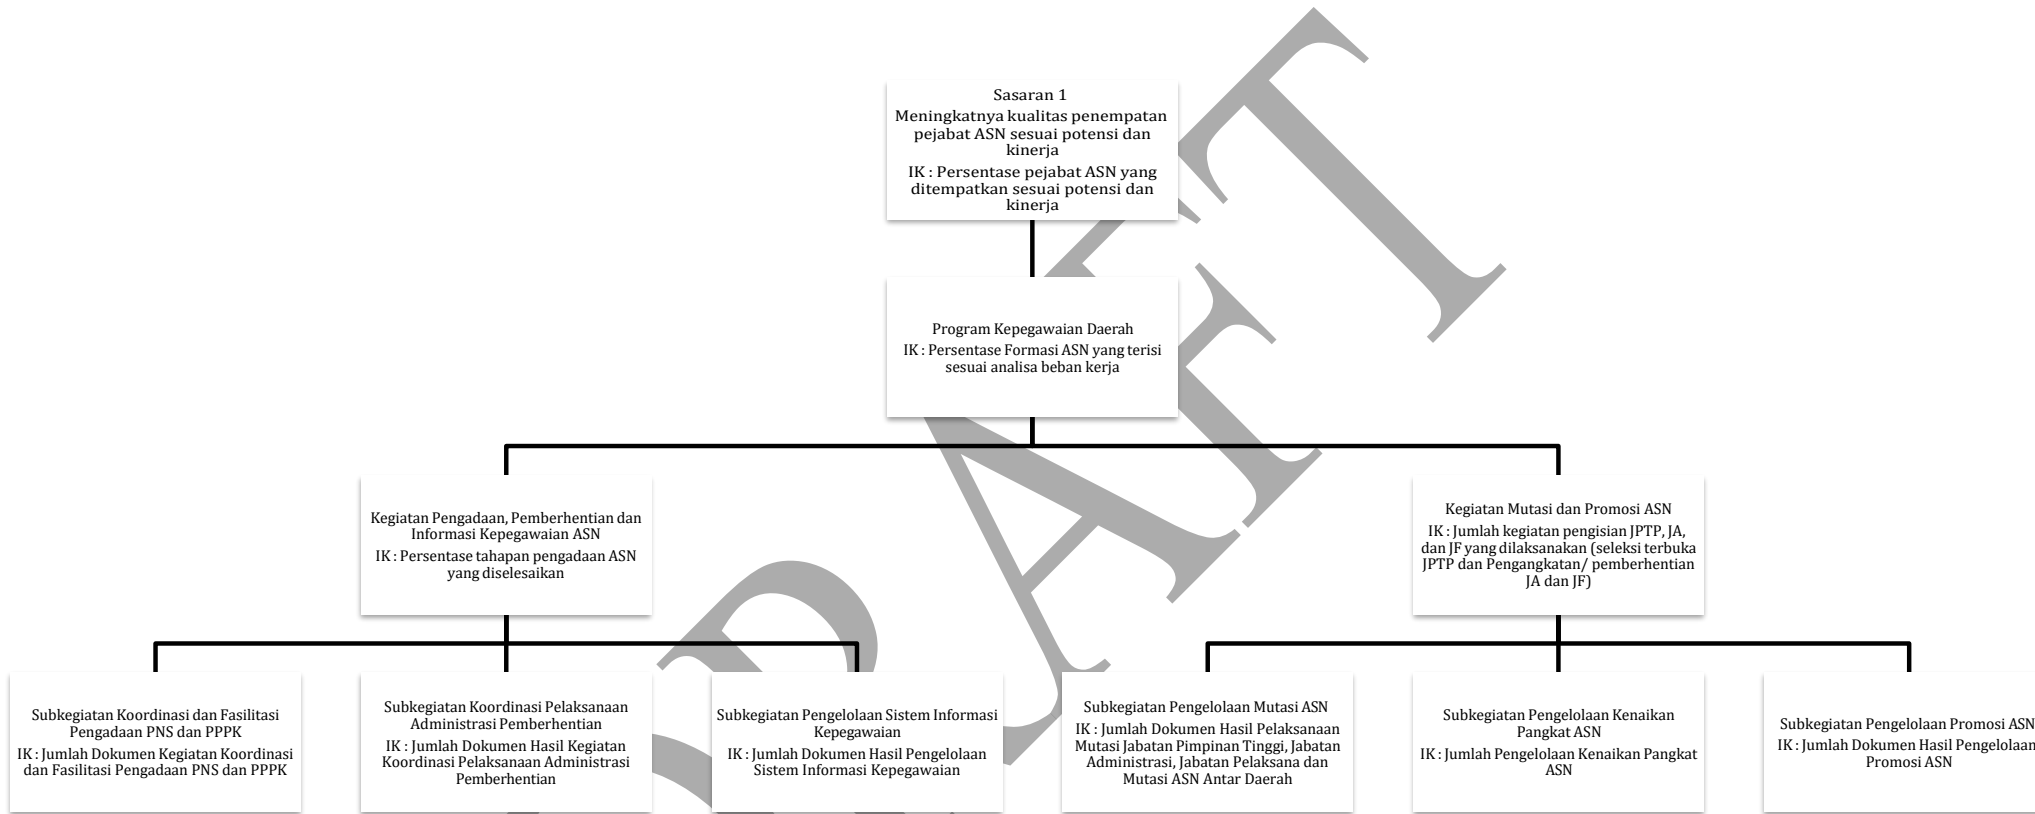 Sasaran 1
Meningkatnya kualitas penempatan
pejabat ASN sesuai potensi dan
kinerja
IK : Persentase pejabat ASN yang
ditempatkan sesuai potensi dan
kinerja
Program Kepegawaian Daerah
IK : Persentase Formasi ASN yang terisi
sesuai analisa beban kerja
Kegiatan Pengadaan, Pemberhentian dan
Informasi Kepegawaian ASN
IK : Persentase tahapan pengadaan ASN
yang diselesaikan
Kegiatan Mutasi dan Promosi ASN
IK : Jumlah kegiatan pengisian JPTP, JA,
dan JF yang dilaksanakan (seleksi terbuka
JPTP dan Pengangkatan/ pemberhentian
JA dan JF)
Subkegiatan Koordinasi dan Fasilitasi
Pengadaan PNS dan PPPK
IK : Jumlah Dokumen Kegiatan Koordinasi
dan Fasilitasi Pengadaan PNS dan PPPK
Subkegiatan Koordinasi Pelaksanaan
Administrasi Pemberhentian
IK : Jumlah Dokumen Hasil Kegiatan
Koordinasi Pelaksanaan Administrasi
Pemberhentian
Subkegiatan Pengelolaan Sistem Informasi
Kepegawaian
IK : Jumlah Dokumen Hasil Pengelolaan
Sistem Informasi Kepegawaian
Subkegiatan Pengelolaan Mutasi ASN
IK : Jumlah Dokumen Hasil Pelaksanaan
Mutasi Jabatan Pimpinan Tinggi, Jabatan
Administrasi, Jabatan Pelaksana dan
Mutasi ASN Antar Daerah
Subkegiatan Pengelolaan Kenaikan
Pangkat ASN
IK : Jumlah Pengelolaan Kenaikan Pangkat
ASN
Subkegiatan Pengelolaan Promosi ASN
IK : Jumlah Dokumen Hasil Pengelolaan
Promosi ASN
DRAFT